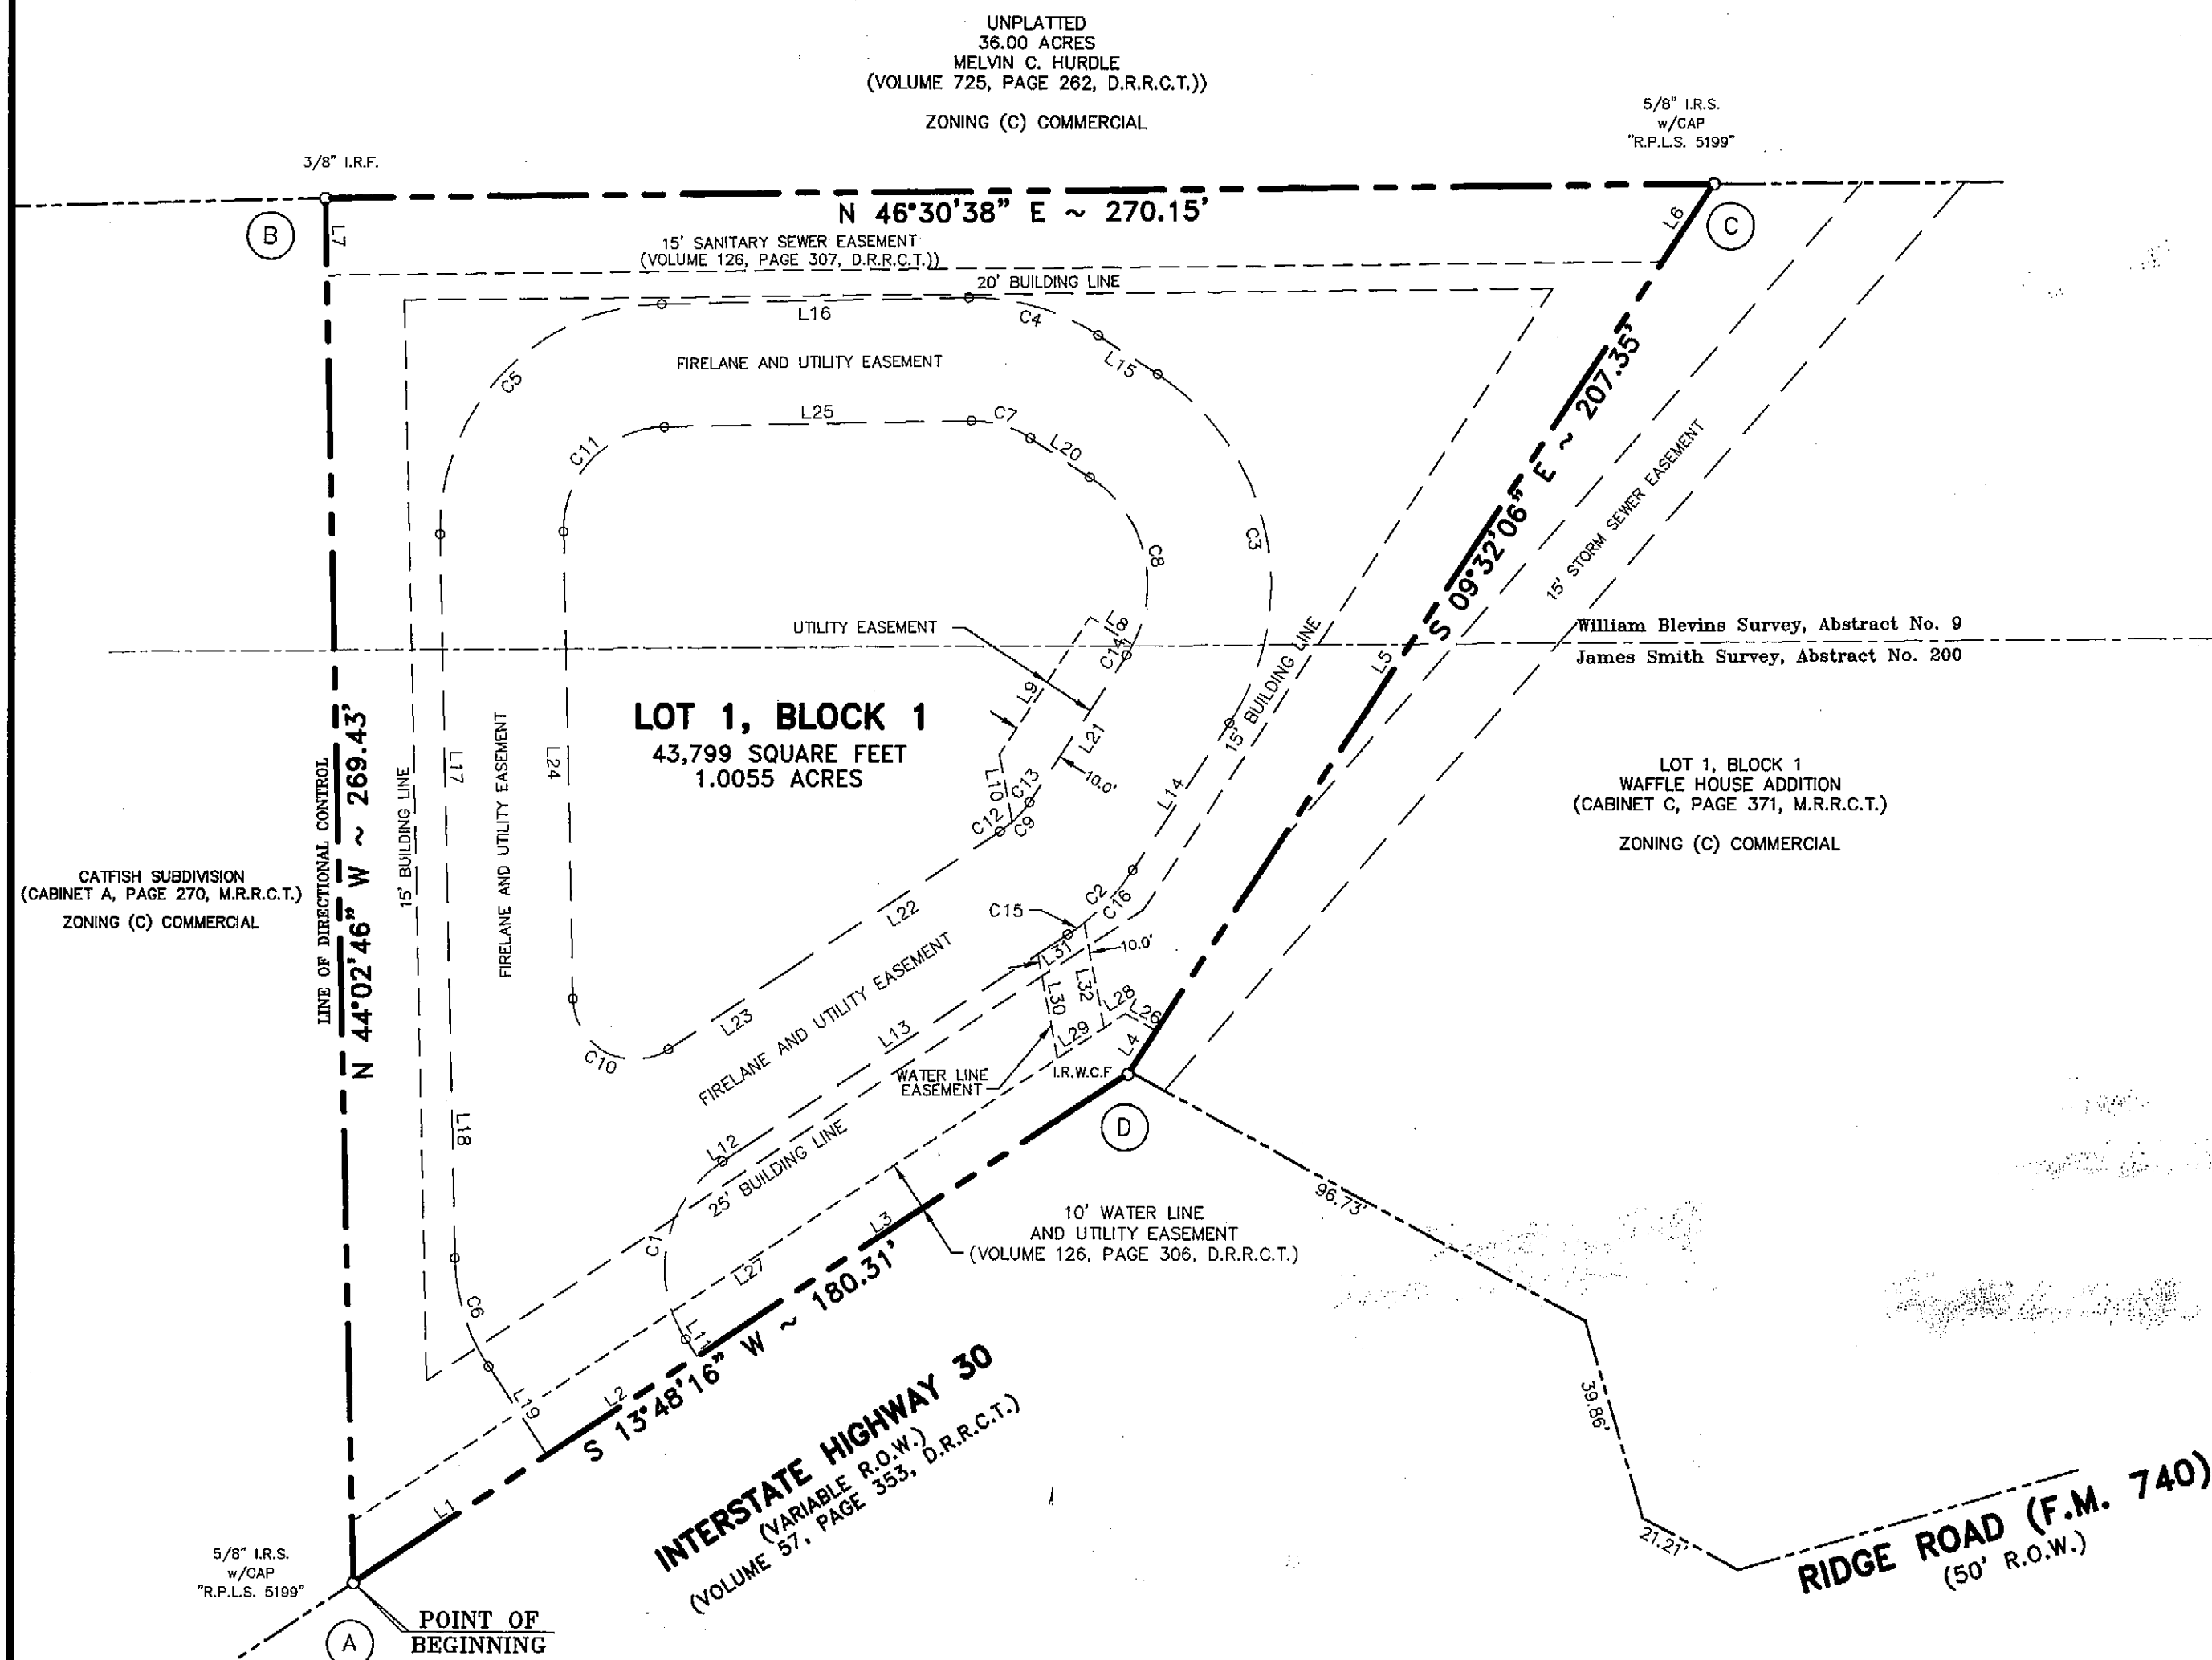 UNPLATTED
36.00 ACRES
MELVIN C. HURDLE
(VOLUME 725, PAGE 262, D.R.R.C.T.))
ZONING (C) COMMERCIAL
5/8" I.R.S.
w/CAP
"R.P.L.S. 5199"
3/8" I.R.F.
B
C
L7
L6
N 46°30'38" E ~ 270.15'
15' SANITARY SEWER EASEMENT
(VOLUME 126, PAGE 307, D.R.R.C.T.))
20' BUILDING LINE
L16
C4
L15
C5
FIRELANE AND UTILITY EASEMENT
L25
C7
L20
C11
C8
C3
S 09°32'06" E ~ 207.35'
15' STORM SEWER EASEMENT
UTILITY EASEMENT
L8
C14
L9
L21
L5
15' BUILDING LINE
William Blevins Survey, Abstract No. 9
James Smith Survey, Abstract No. 200
LOT 1, BLOCK 1
43,799 SQUARE FEET
1.0055 ACRES
L10
C13
10.0'
C12
C9
L14
LOT 1, BLOCK 1
WAFFLE HOUSE ADDITION
(CABINET C, PAGE 371, M.R.R.C.T.)
ZONING (C) COMMERCIAL
LINE OF DIRECTIONAL CONTROL
N 44°02'46" W ~ 269.43'
15' BUILDING LINE
L17
FIRELANE AND UTILITY EASEMENT
L24
CATFISH SUBDIVISION
(CABINET A, PAGE 270, M.R.R.C.T.)
ZONING (C) COMMERCIAL
L22
C15
C2
C16
L31
10.0'
L30
L32
L28
L26
L29
L4
L23
L13
FIRELANE AND UTILITY EASEMENT
C10
WATER LINE
EASEMENT
I.R.W.C.F
D
L18
L12
25' BUILDING LINE
96.73'
C1
L3
L27
10' WATER LINE
AND UTILITY EASEMENT
(VOLUME 126, PAGE 306, D.R.R.C.T.)
C6
L11
L19
L2
S 13°48'16" W ~ 180.31'
INTERSTATE HIGHWAY 30
(VARIABLE R.O.W.)
(VOLUME 57, PAGE 353, D.R.R.C.T.)
39.86'
21.21'
RIDGE ROAD (F.M. 740)
(50' R.O.W.)
L1
5/8" I.R.S.
w/CAP
"R.P.L.S. 5199"
A
POINT OF
BEGINNING